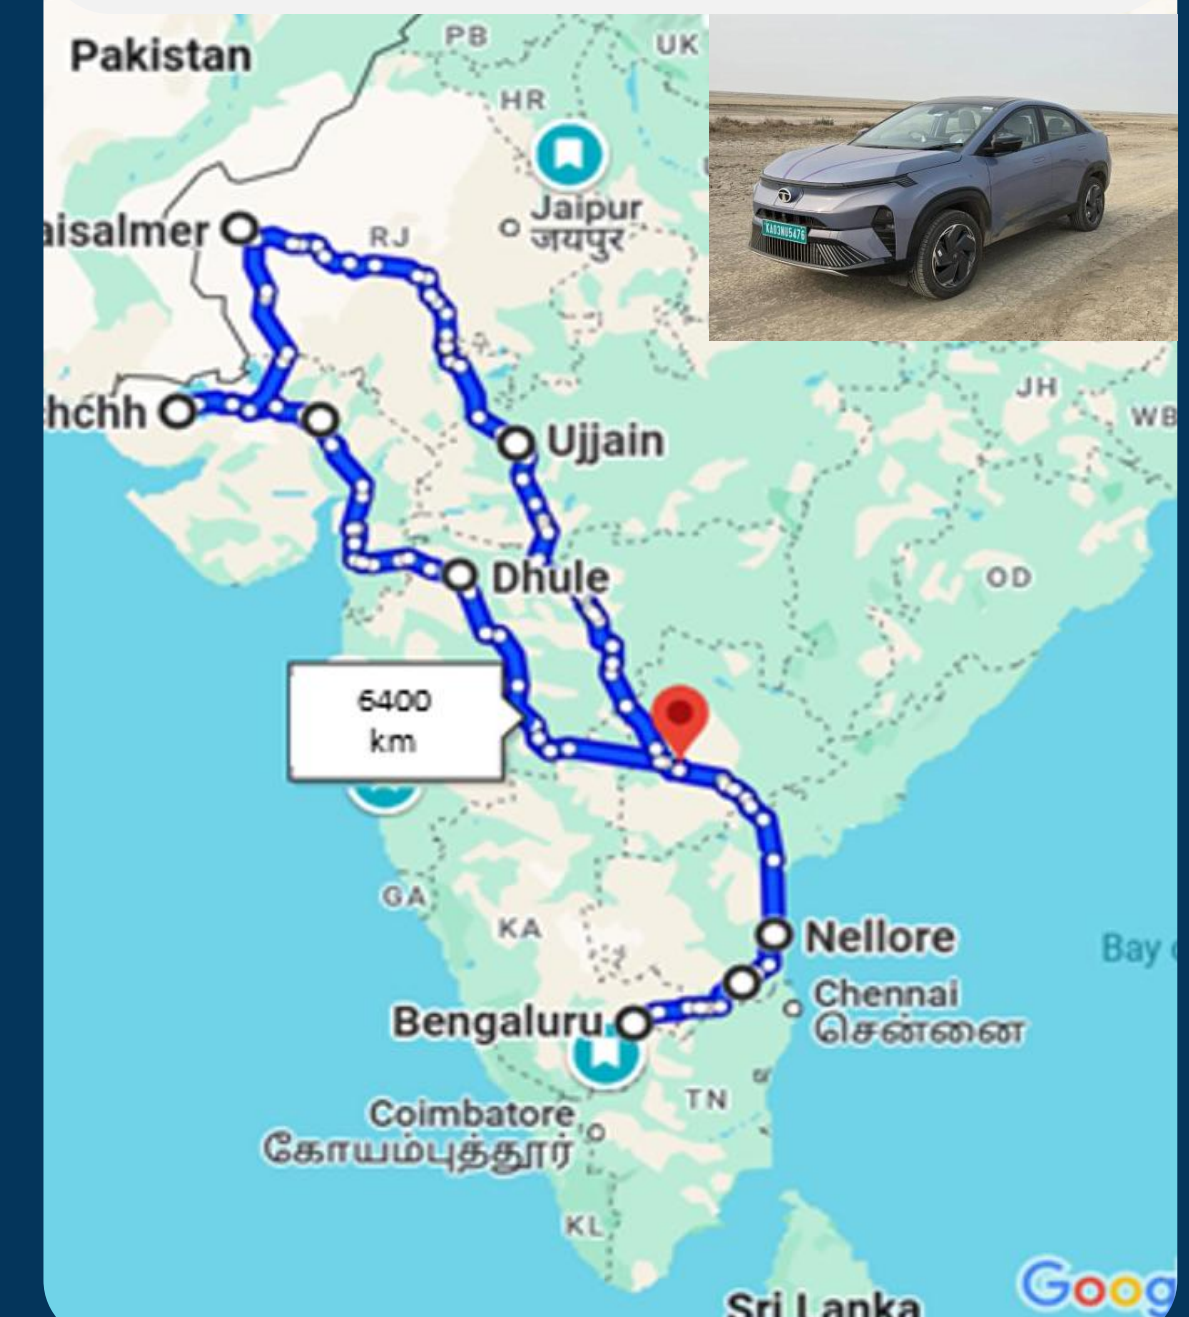 Pakistan
PB
UK
HR
Jaipur
जयपुर
aisalmer
RJ
KA03NU5476
hchh
Ujjain
JH
WB
Dhule
OD
6400
km
GA
KA
Nellore
Bay
Chennai
சென்னை
Bengaluru
TN
Coimbatore
கோயம்புத்தூர்
KL
Goog
Sri Lanka